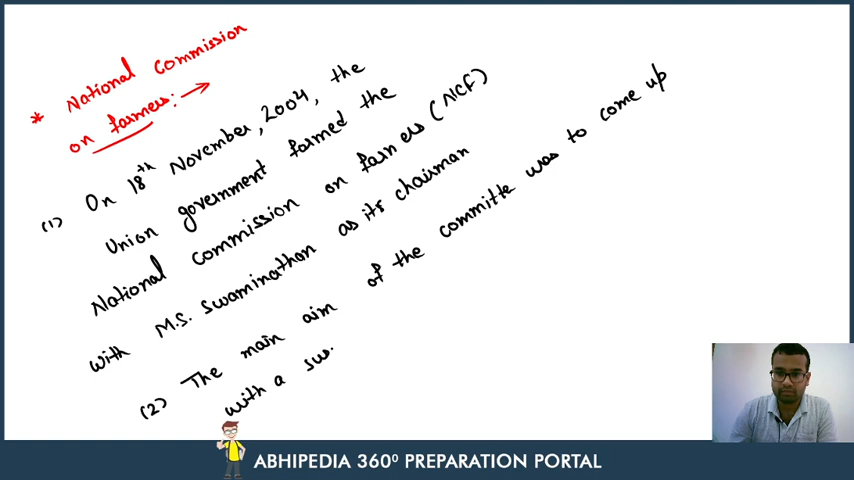 * National Commission
on farmers: →
(1) On 18th November, 2004, the
Union government formed the
National Commission on farmers (NCF)
with M.S. Swaminathan as its chairman
(2) The main aim of the committe was to come up
with a sus.
ABHIPEDIA 360⁰ PREPARATION PORTAL